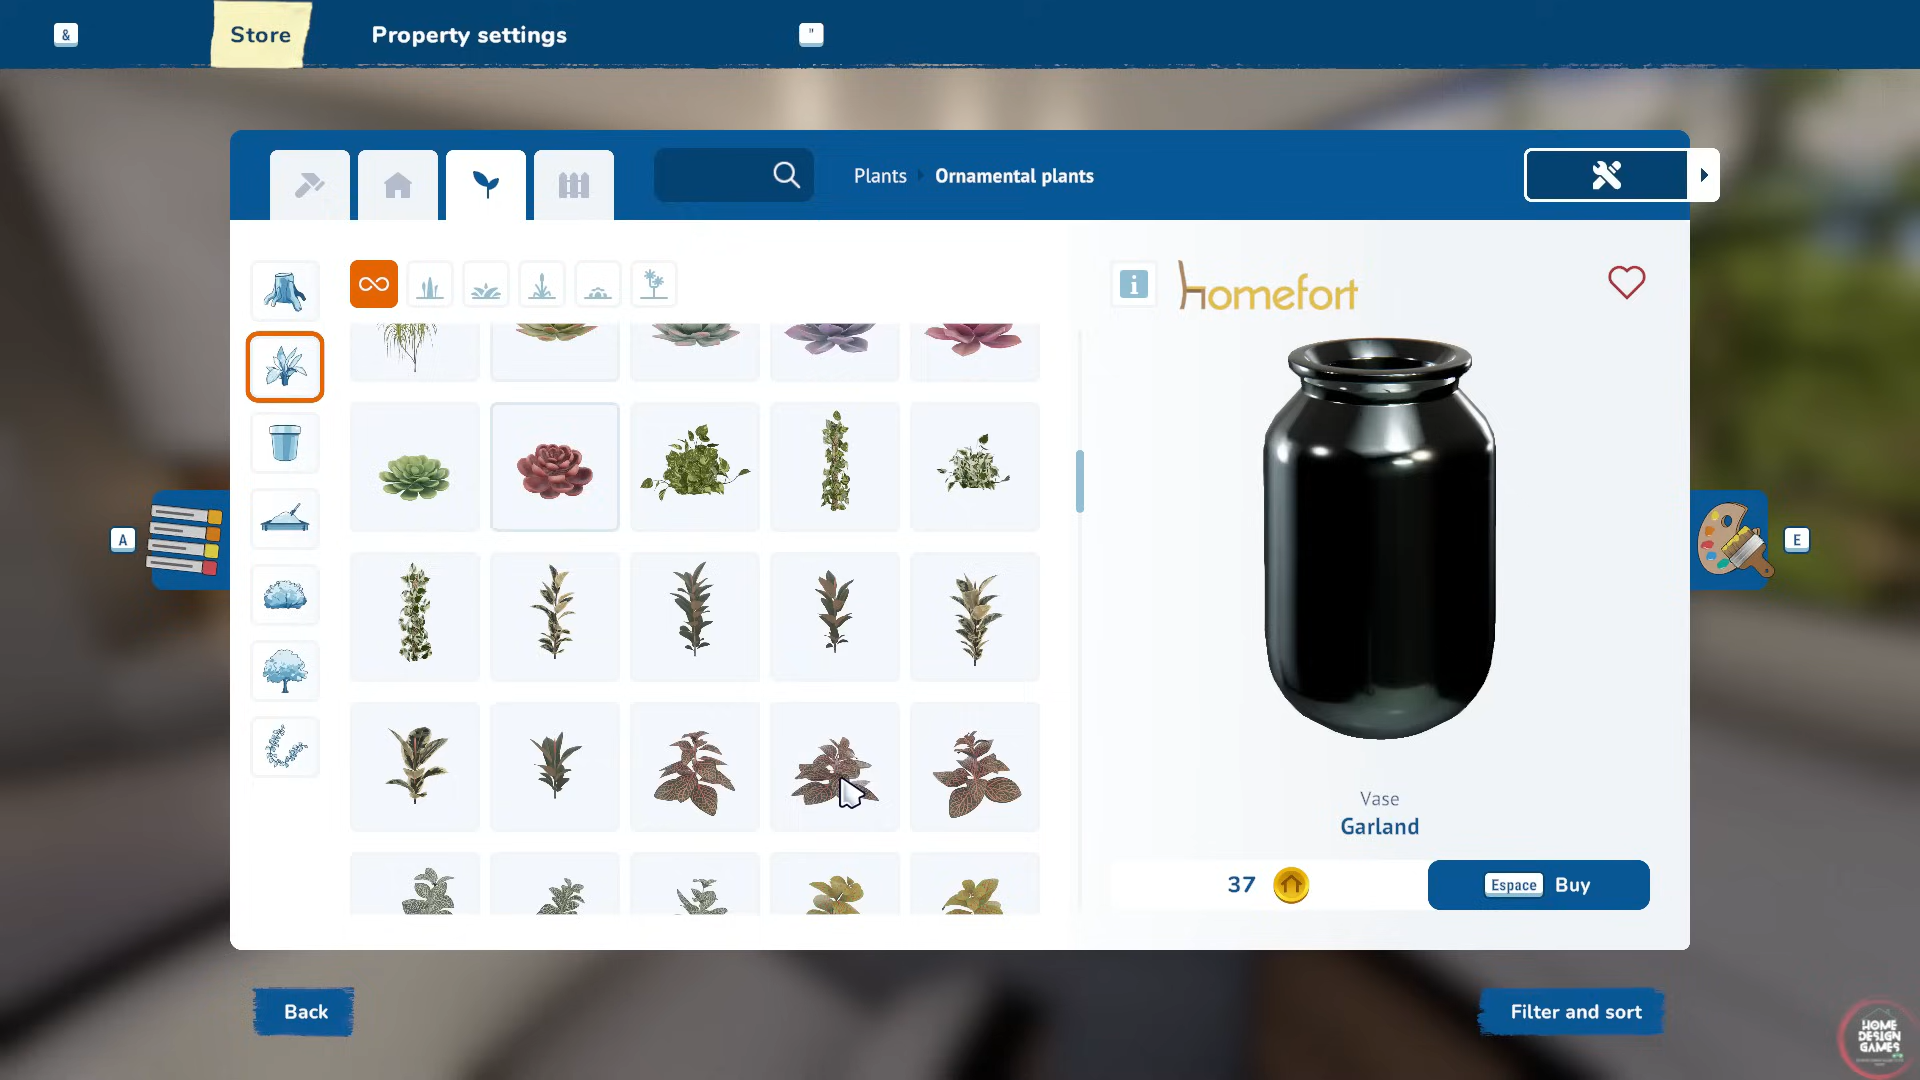 &
Store
Property settings
"
Plants
Ornamental plants
i
homefort
A
E
Vase
Garland
37
Espace
Buy
Back
Filter and sort
HOME
DESIGN
GAMES